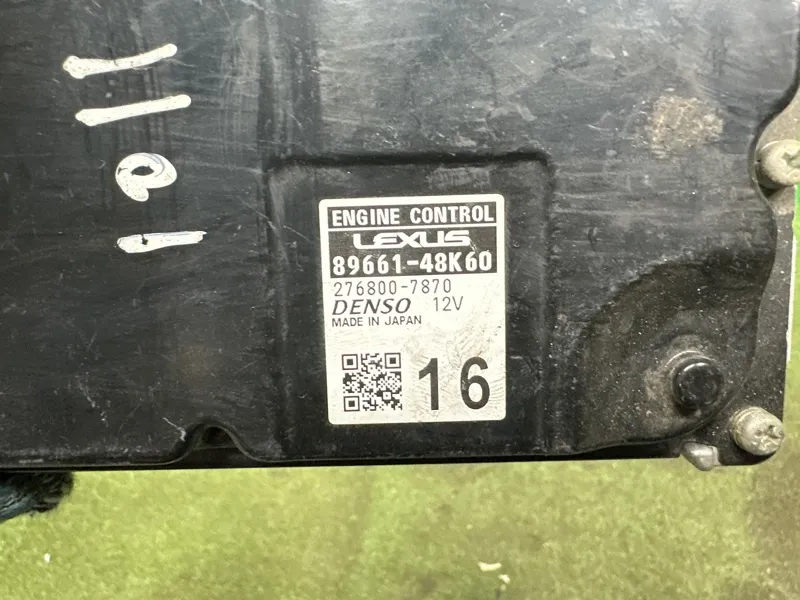 ENGINE CONTROL
LEXUS
89661-48K60
276800-7870
DENSO 12V
MADE IN JAPAN
16